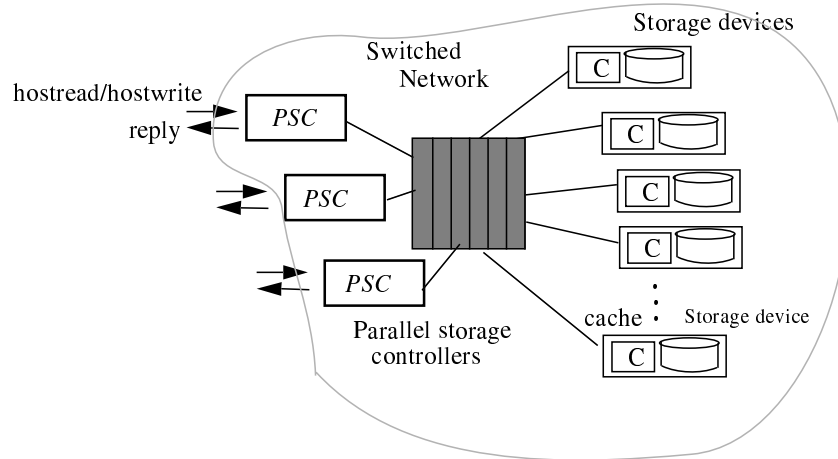 Storage devices
Switched
Network
C
hostread/hostwrite
PSC
reply
C
PSC
C
C
PSC
cache
Storage device
Parallel storage
controllers
C